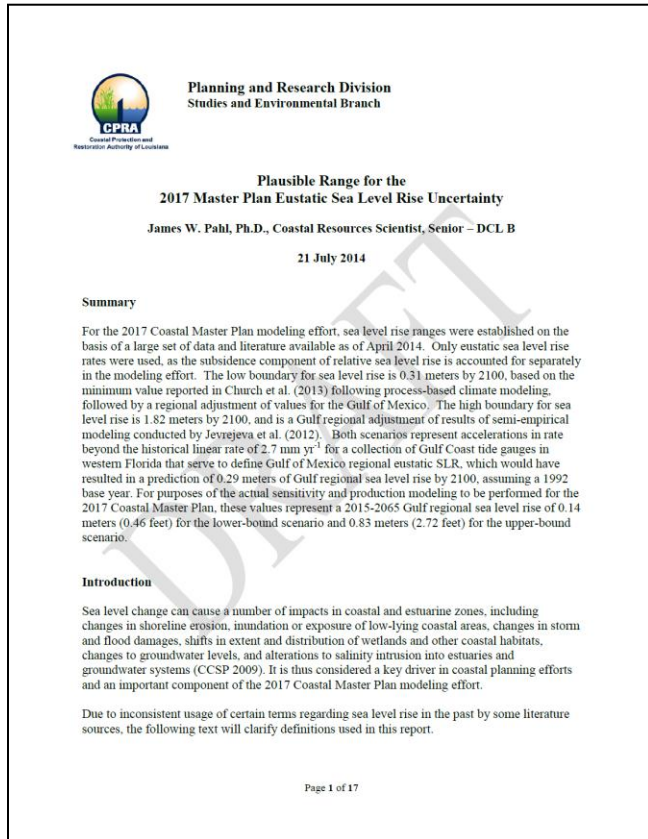 Planning and Research Division
Studies and Environmental Branch
CPRA
Coastal Protection and
Restoration Authority of Louisiana
Plausible Range for the
2017 Master Plan Eustatic Sea Level Rise Uncertainty
James W. Pahl, Ph.D., Coastal Resources Scientist, Senior – DCL B
21 July 2014
DRAFT
Summary
For the 2017 Coastal Master Plan modeling effort, sea level rise ranges were established on the
basis of a large set of data and literature available as of April 2014. Only eustatic sea level rise
rates were used, as the subsidence component of relative sea level rise is accounted for separately
in the modeling effort. The low boundary for sea level rise is 0.31 meters by 2100, based on the
minimum value reported in Church et al. (2013) following process-based climate modeling,
followed by a regional adjustment of values for the Gulf of Mexico. The high boundary for sea
level rise is 1.82 meters by 2100, and is a Gulf regional adjustment of results of semi-empirical
modeling conducted by Jevrejeva et al. (2012). Both scenarios represent accelerations in rate
beyond the historical linear rate of 2.7 mm yr-1 for a collection of Gulf Coast tide gauges in
western Florida that serve to define Gulf of Mexico regional eustatic SLR, which would have
resulted in a prediction of 0.29 meters of Gulf regional sea level rise by 2100, assuming a 1992
base year. For purposes of the actual sensitivity and production modeling to be performed for the
2017 Coastal Master Plan, these values represent a 2015-2065 Gulf regional sea level rise of 0.14
meters (0.46 feet) for the lower-bound scenario and 0.83 meters (2.72 feet) for the upper-bound
scenario.
Introduction
Sea level change can cause a number of impacts in coastal and estuarine zones, including
changes in shoreline erosion, inundation or exposure of low-lying coastal areas, changes in storm
and flood damages, shifts in extent and distribution of wetlands and other coastal habitats,
changes to groundwater levels, and alterations to salinity intrusion into estuaries and
groundwater systems (CCSP 2009). It is thus considered a key driver in coastal planning efforts
and an important component of the 2017 Coastal Master Plan modeling effort.
Due to inconsistent usage of certain terms regarding sea level rise in the past by some literature
sources, the following text will clarify definitions used in this report.
Page 1 of 17